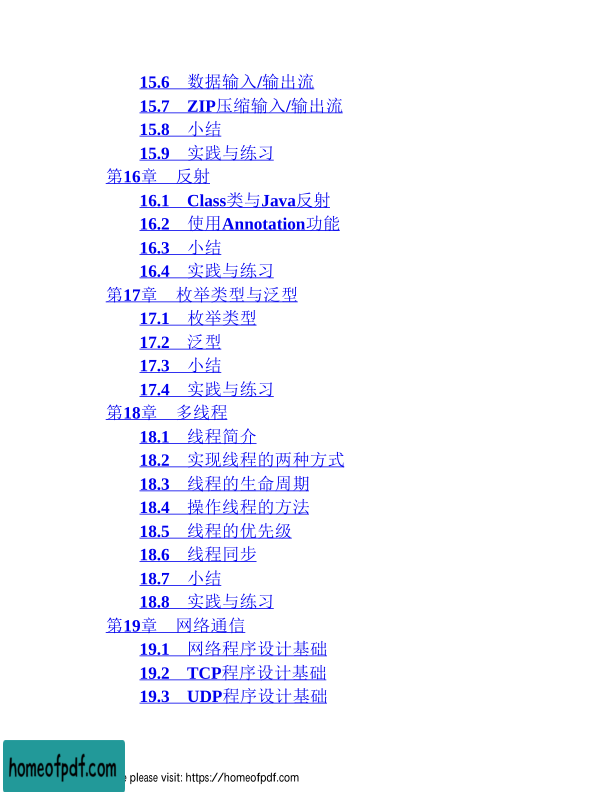 15.6 数据输入/输出流
15.7 ZIP压缩输入/输出流
15.8 小结
15.9 实践与练习
第16章 反射
16.1 Class类与Java反射
16.2 使用Annotation功能
16.3 小结
16.4 实践与练习
第17章 枚举类型与泛型
17.1 枚举类型
17.2 泛型
17.3 小结
17.4 实践与练习
第18章 多线程
18.1 线程简介
18.2 实现线程的两种方式
18.3 线程的生命周期
18.4 操作线程的方法
18.5 线程的优先级
18.6 线程同步
18.7 小结
18.8 实践与练习
第19章 网络通信
19.1 网络程序设计基础
19.2 TCP程序设计基础
19.3 UDP程序设计基础
homeofpdf.com
please visit: https://homeofpdf.com